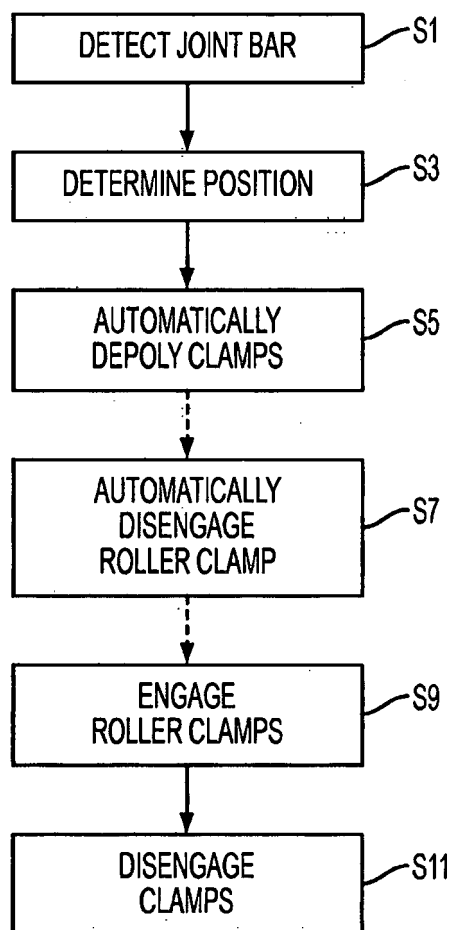 DETECT JOINT BAR
S1
DETERMINE POSITION
S3
AUTOMATICALLY
DEPOLY CLAMPS
S5
AUTOMATICALLY
DISENGAGE
ROLLER CLAMP
S7
ENGAGE
ROLLER CLAMPS
S9
DISENGAGE
CLAMPS
S11